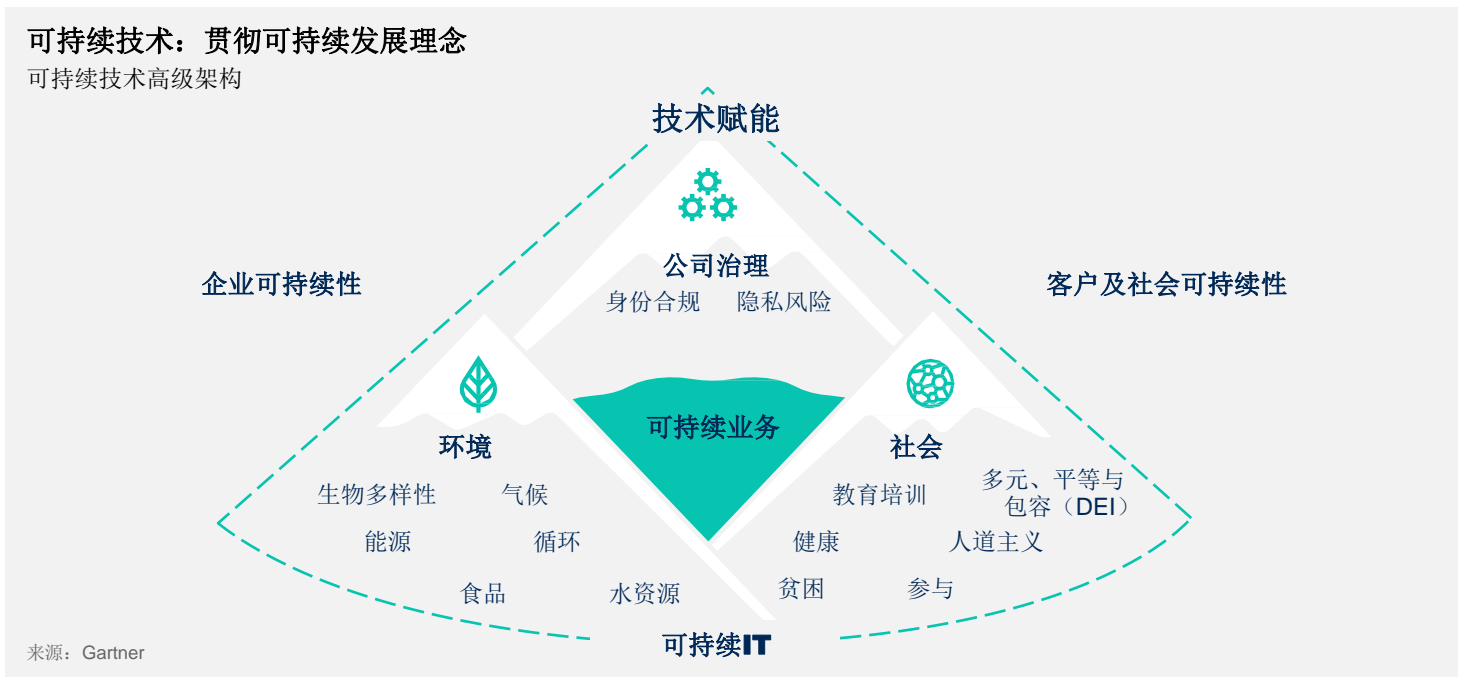 可持续技术：贯彻可持续发展理念
可持续技术高级架构
技术赋能
企业可持续性
客户及社会可持续性
公司治理
身份合规 隐私风险
可持续业务
环境
生物多样性 气候
能源 循环
食品 水资源
社会
教育培训 多元、平等与
包容（DEI）
健康 人道主义
贫困 参与
可持续IT
来源：Gartner